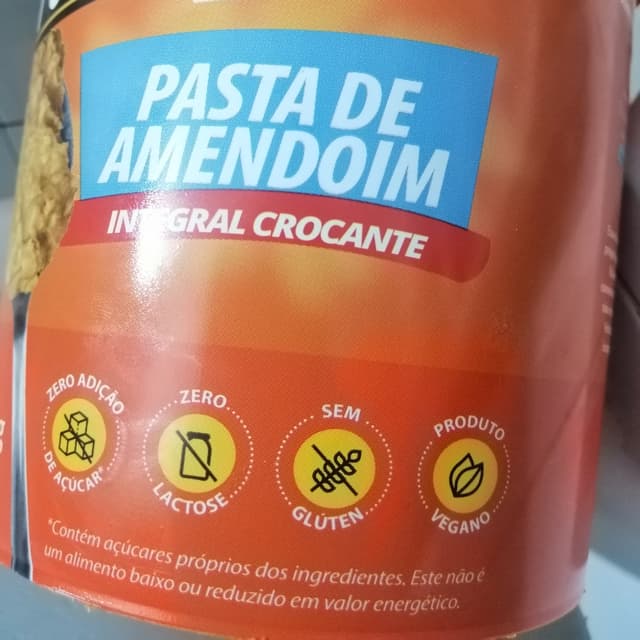 PASTA DE
AMENDOIM
INTEGRAL CROCANTE
ZERO ADIÇÃO
DE AÇÚCAR*
ZERO
LACTOSE
SEM
GLÚTEN
PRODUTO
VEGANO
*Contém açúcares próprios dos ingredientes. Este não é
um alimento baixo ou reduzido em valor energético.